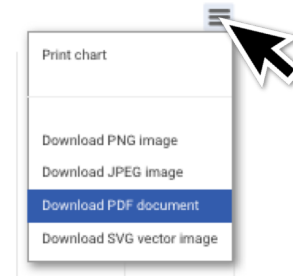 Print chart
Download PNG image
Download JPEG image
Download PDF document
Download SVG vector image